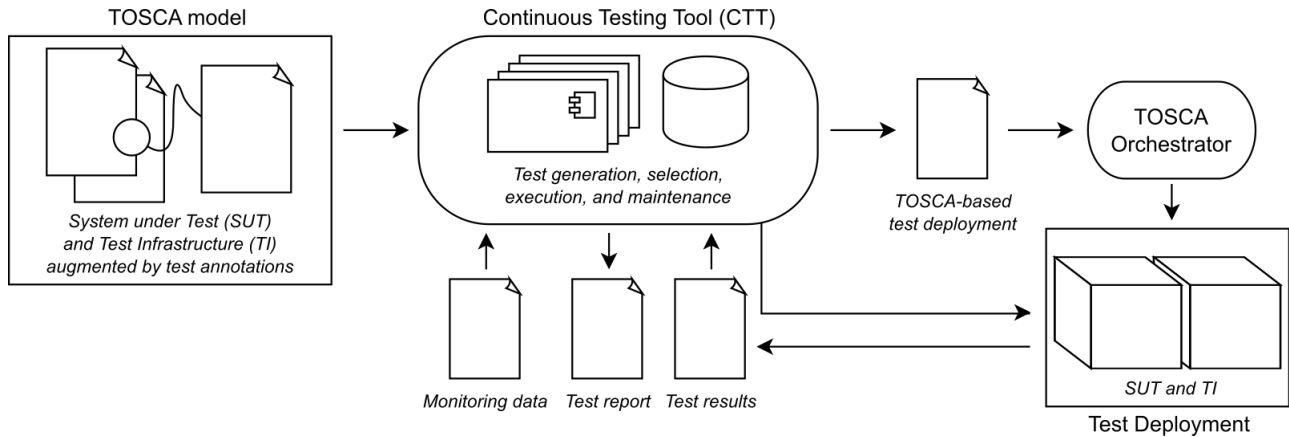 TOSCA model
System under Test (SUT)
and Test Infrastructure (TI)
augmented by test annotations
Continuous Testing Tool (CTT)
Test generation, selection,
execution, and maintenance
Monitoring data
Test report
Test results
TOSCA-based
test deployment
TOSCA
Orchestrator
SUT and TI
Test Deployment